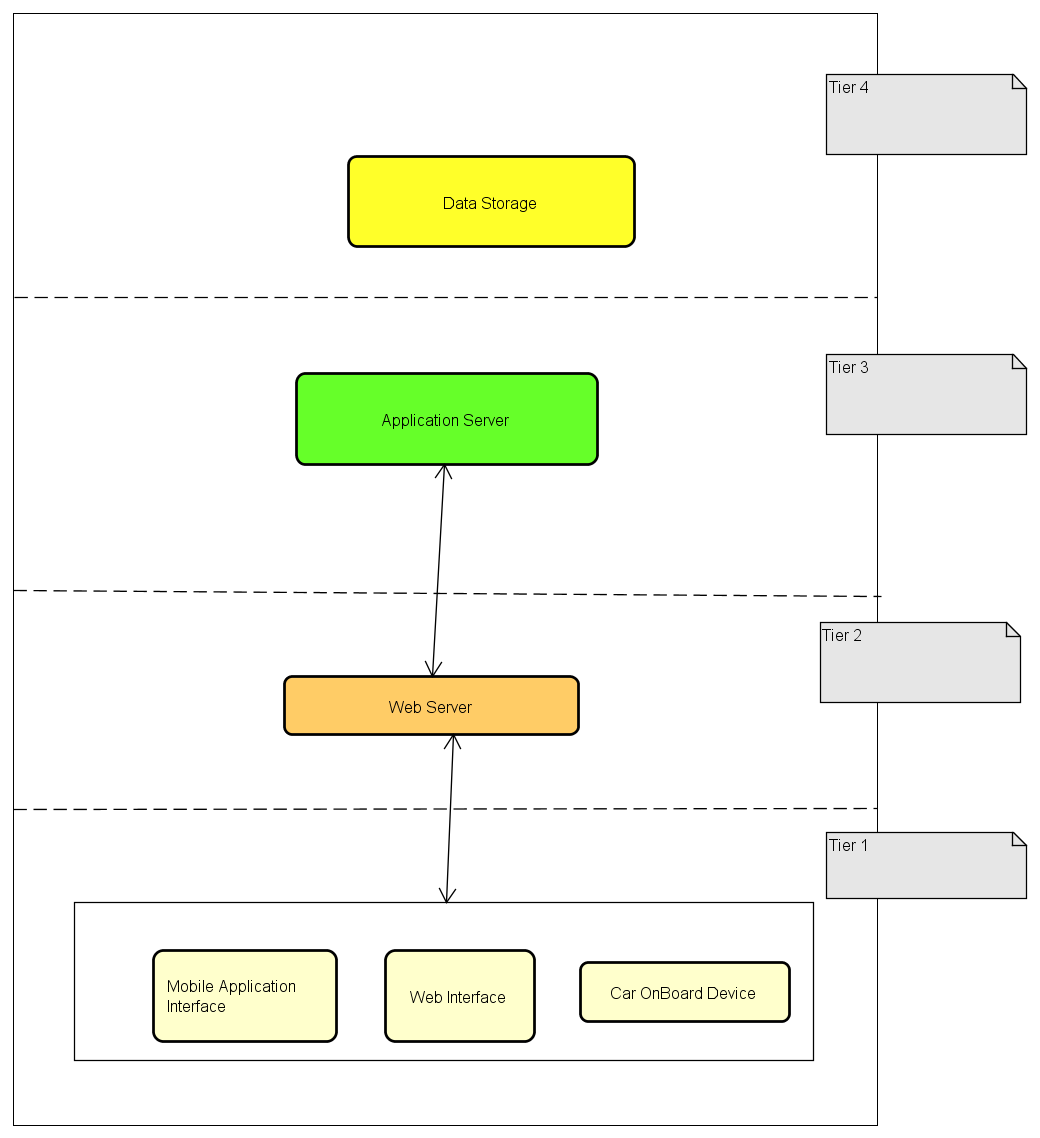 Tier 4
Data Storage
Tier 3
Application Server
Tier 2
Web Server
Tier 1
Mobile Application
Interface
Web Interface
Car OnBoard Device